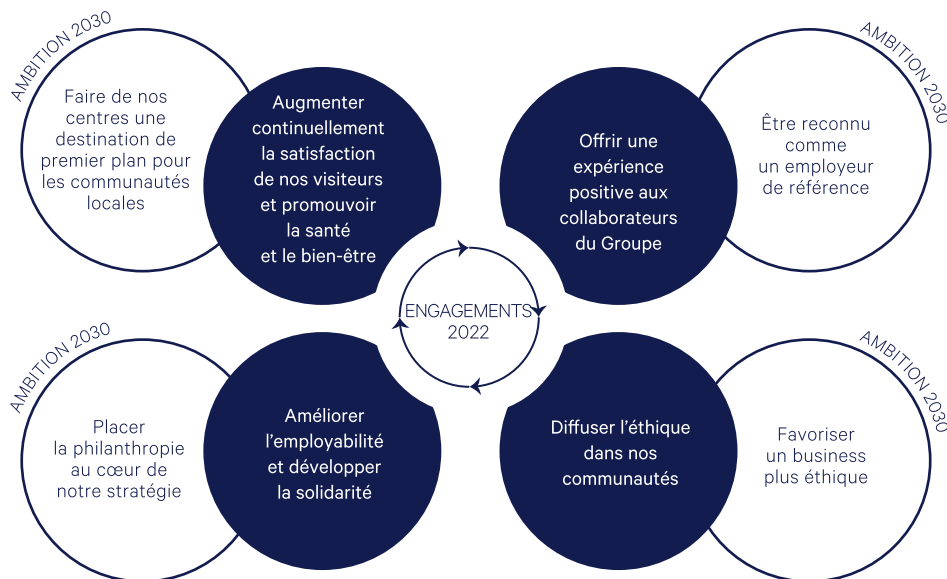 AMBITION 2030
Faire de nos
centres une
destination de
premier plan pour
les communautés
locales
Augmenter
continuellement
la satisfaction
de nos visiteurs
et promouvoir
la santé
et le bien-être
Offrir une
expérience
positive aux
collaborateurs
du Groupe
AMBITION 2030
Être reconnu
comme
un employeur
de référence
ENGAGEMENTS
2022
AMBITION 2030
Placer
la philanthropie
au cœur de
notre stratégie
Améliorer
l’employabilité
et développer
la solidarité
Diffuser l’éthique
dans nos
communautés
AMBITION 2030
Favoriser
un business
plus éthique